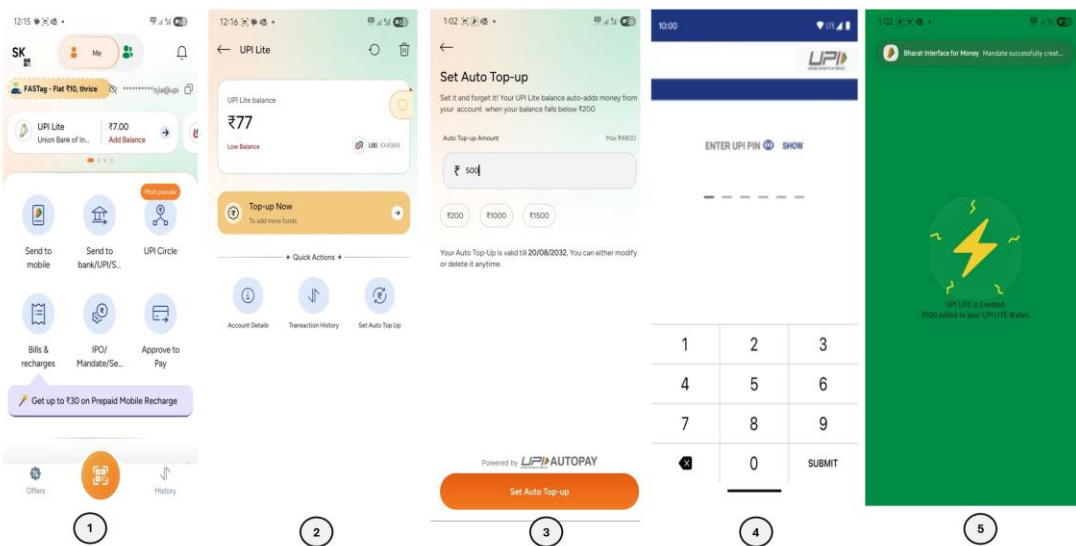 12:15
SK
Me
FASTag - Flat ₹10, thrice
**********ojia@upi
UPI Lite
Union Bank of In...
₹7.00
Add Balance
Most popular
Send to
mobile
Send to
bank/UPI/S...
UPI Circle
Bills &
recharges
IPO/
Mandate/Se...
Approve to
Pay
Get up to ₹30 on Prepaid Mobile Recharge
Offers
History
1
12:16
UPI Lite
UPI Lite balance
₹77
Low Balance
UBI XX4984
Top-up Now
To add more funds
Quick Actions
Account Details
Transaction History
Set Auto Top Up
2
1:02
Set Auto Top-up
Set it and forget it! Your UPI Lite balance auto-adds money from
your account when your balance falls below ₹200
Auto Top-up Amount
Max ₹4800
₹ 500
₹200
₹1000
₹1500
Your Auto Top-Up is valid till 20/08/2032, You can either modify
or delete it anytime.
Powered by UPI AUTOPAY
Set Auto Top-up
3
10:00
LTE
UPI
ENTER UPI PIN SHOW
1 2 3
4 5 6
7 8 9
0 SUBMIT
4
1:02
Bharat Interface for Money Mandate successfully creat...
UPI LITE is Enabled
₹500 added to your UPI LITE Wallet
5